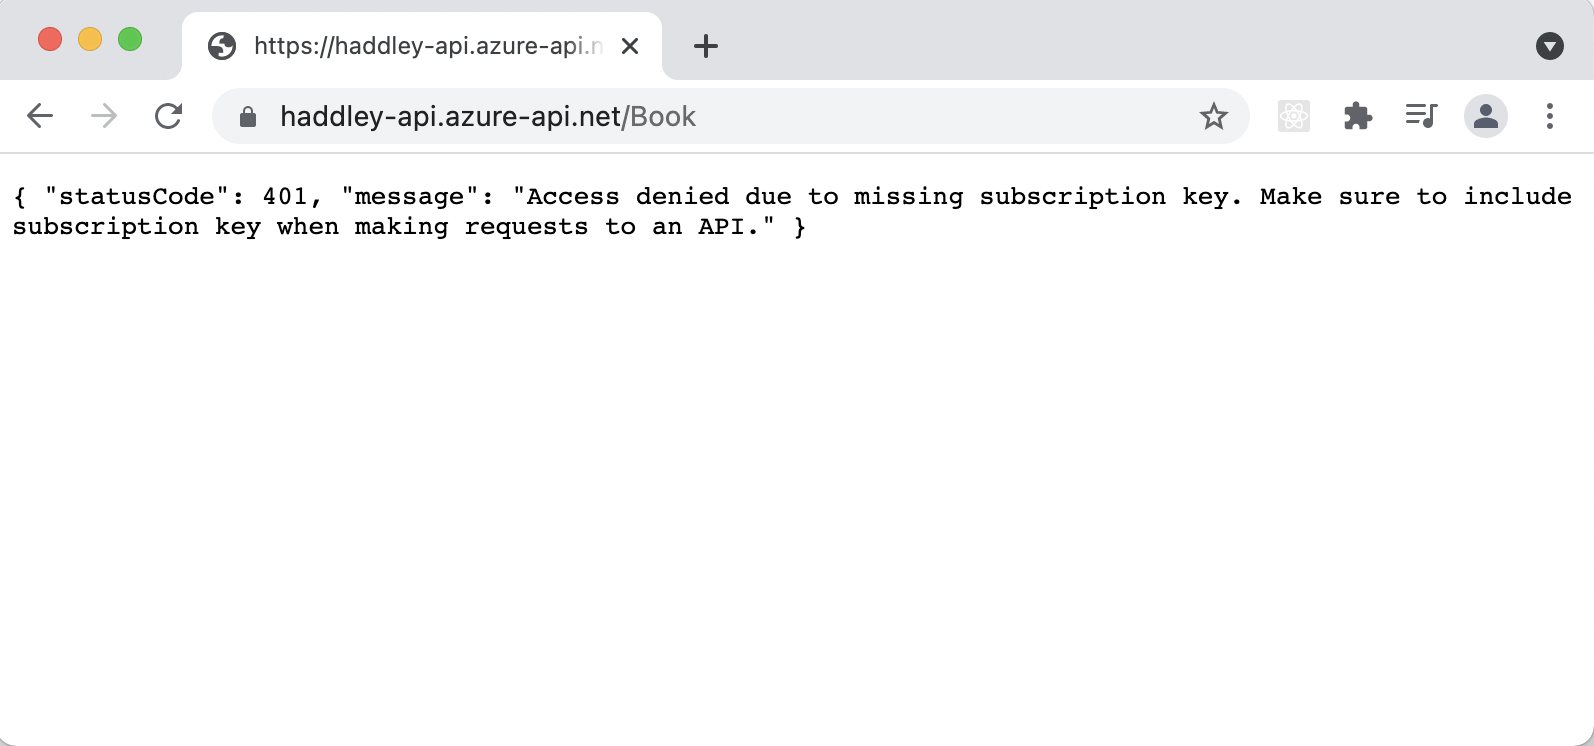 https://haddley-api.azure-api.n
haddley-api.azure-api.net/Book
{ "statusCode": 401, "message": "Access denied due to missing subscription key. Make sure to include
subscription key when making requests to an API." }